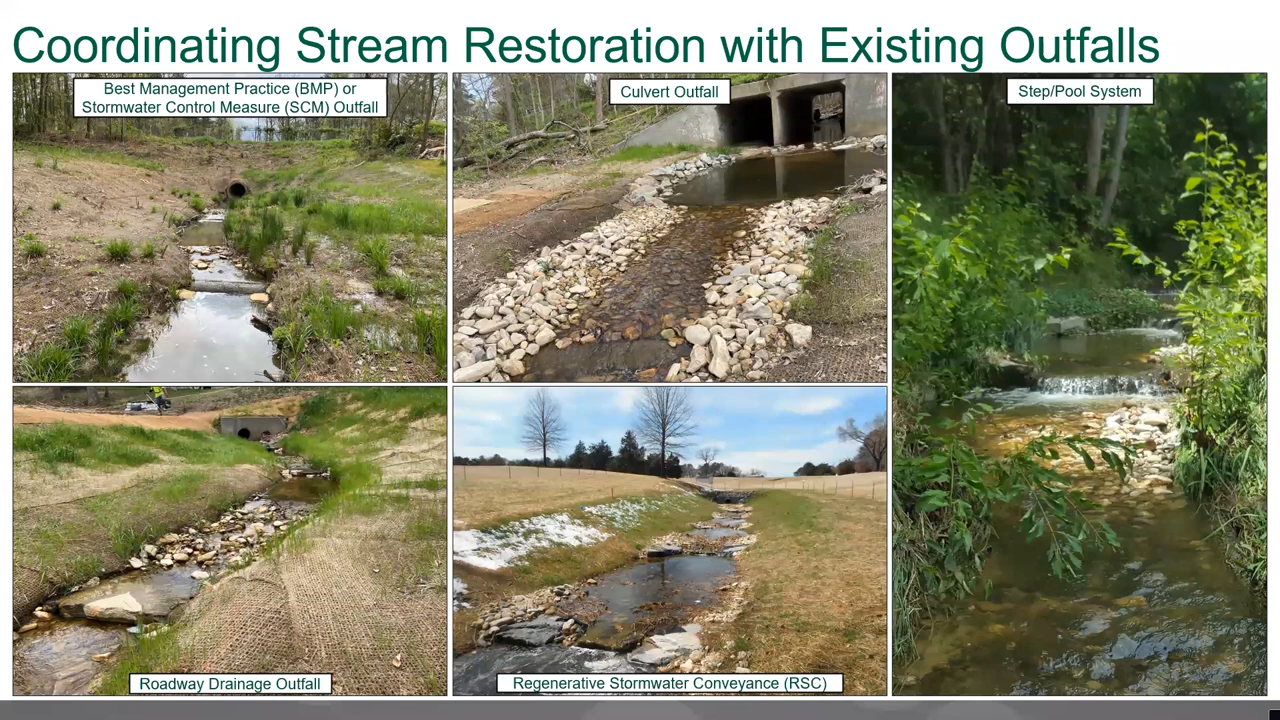 Coordinating Stream Restoration with Existing Outfalls
Best Management Practice (BMP) or
Stormwater Control Measure (SCM) Outfall
Culvert Outfall
Step/Pool System
Roadway Drainage Outfall
Regenerative Stormwater Conveyance (RSC)